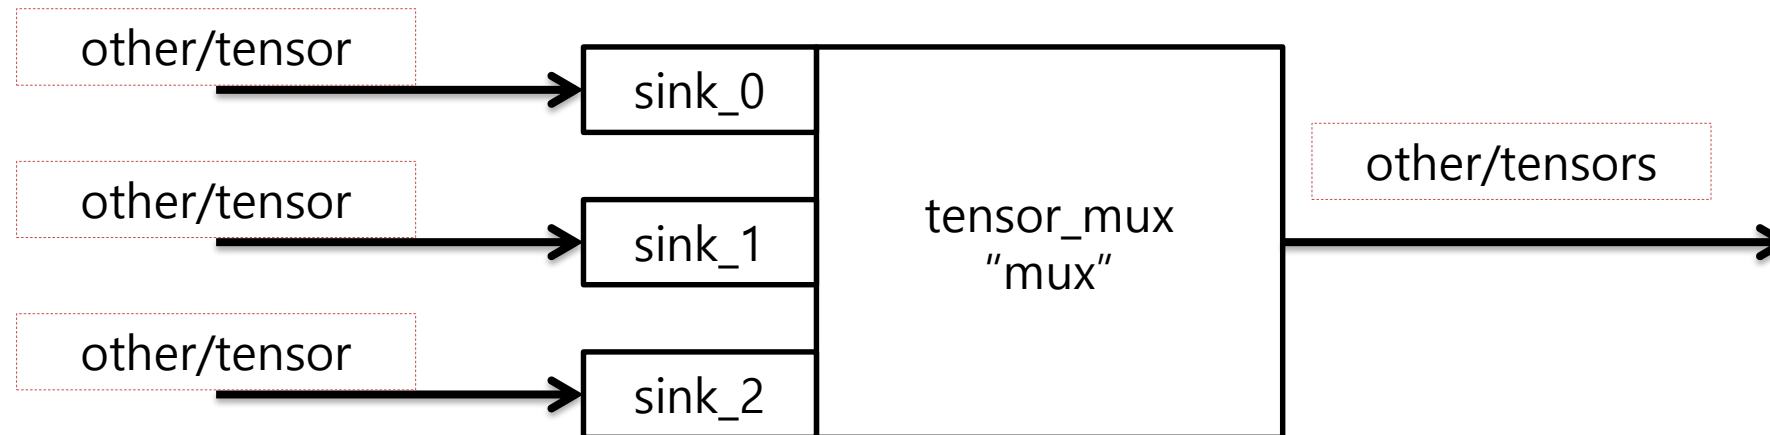 other/tensor
sink_0
other/tensor
sink_1
other/tensor
sink_2
tensor_mux
“mux”
other/tensors